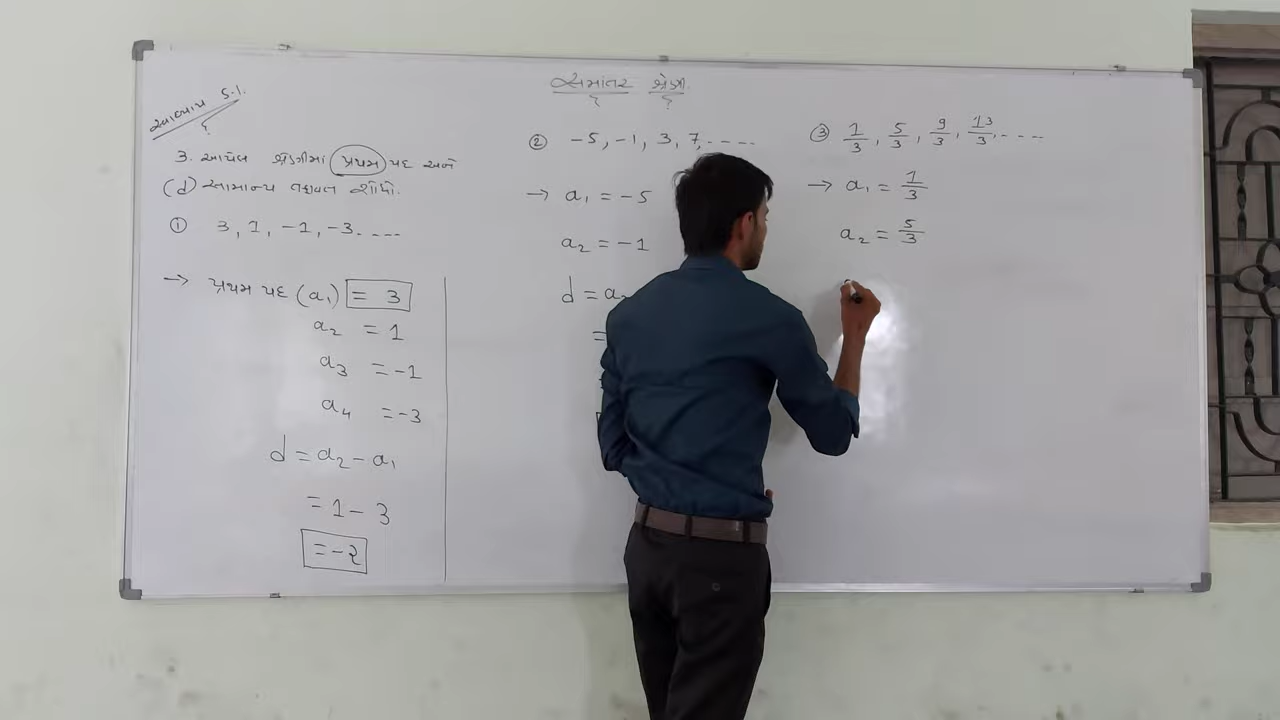 સમાંતર શ્રેણી
સ્વાધ્યાય 5.1.
3. આપેલ શ્રેણીમાં પ્રથમ પદ અને
(d) સામાન્ય તફાવત શોધો.
① 3, 1, -1, -3. ....
→ પ્રથમ પદ (a₁) = 3
a₂ = 1
a₃ = -1
a₄ = -3
d = a₂ - a₁
= 1 - 3
= -૨
② -5, -1, 3, 7, ....
→ a₁ = -5
a₂ = -1
d = a₂
=
③ 1/3, 5/3, 9/3, 13/3, ....
→ a₁ = 1/3
a₂ = 5/3